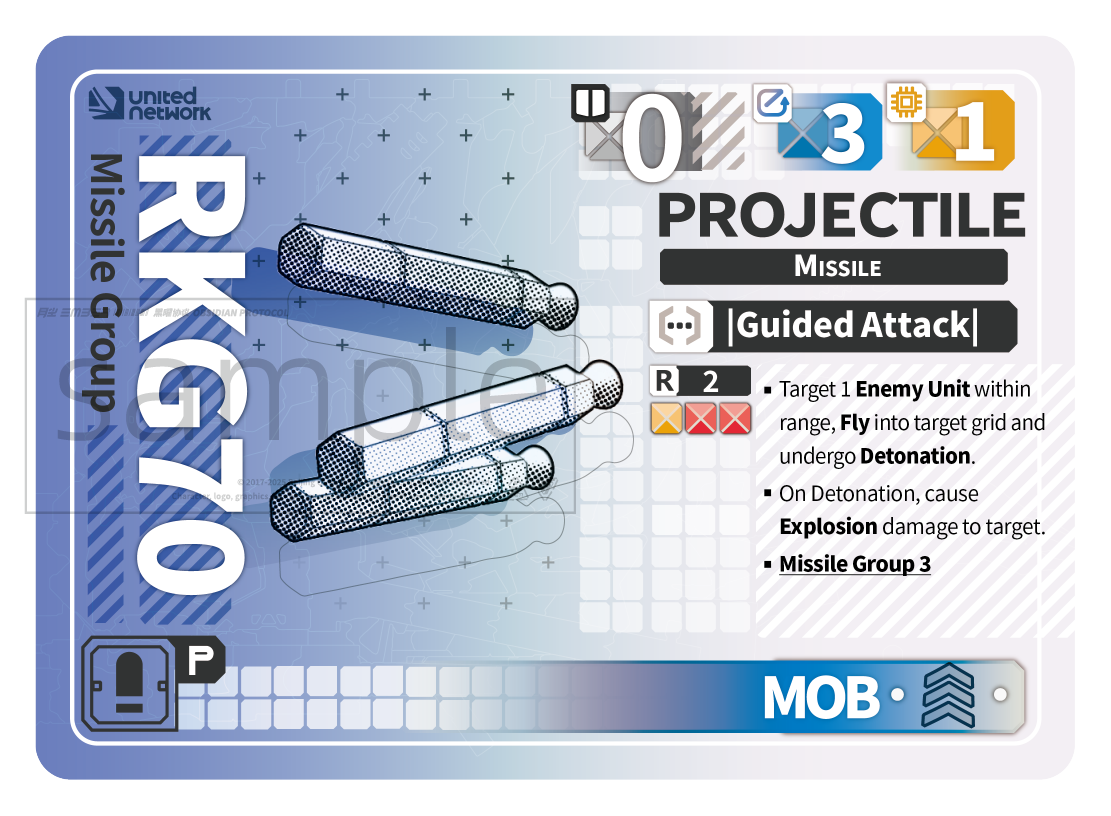 UNITED
NETWORK
RKG70
Missile Group
0
3
1
PROJECTILE
MISSILE
|Guided Attack|
R 2
▪ Target 1 Enemy Unit within
range, Fly into target grid and
undergo Detonation.
▪ On Detonation, cause
Explosion damage to target.
▪ Missile Group 3
sample
OBSIDIAN PROTOCOL
P
MOB